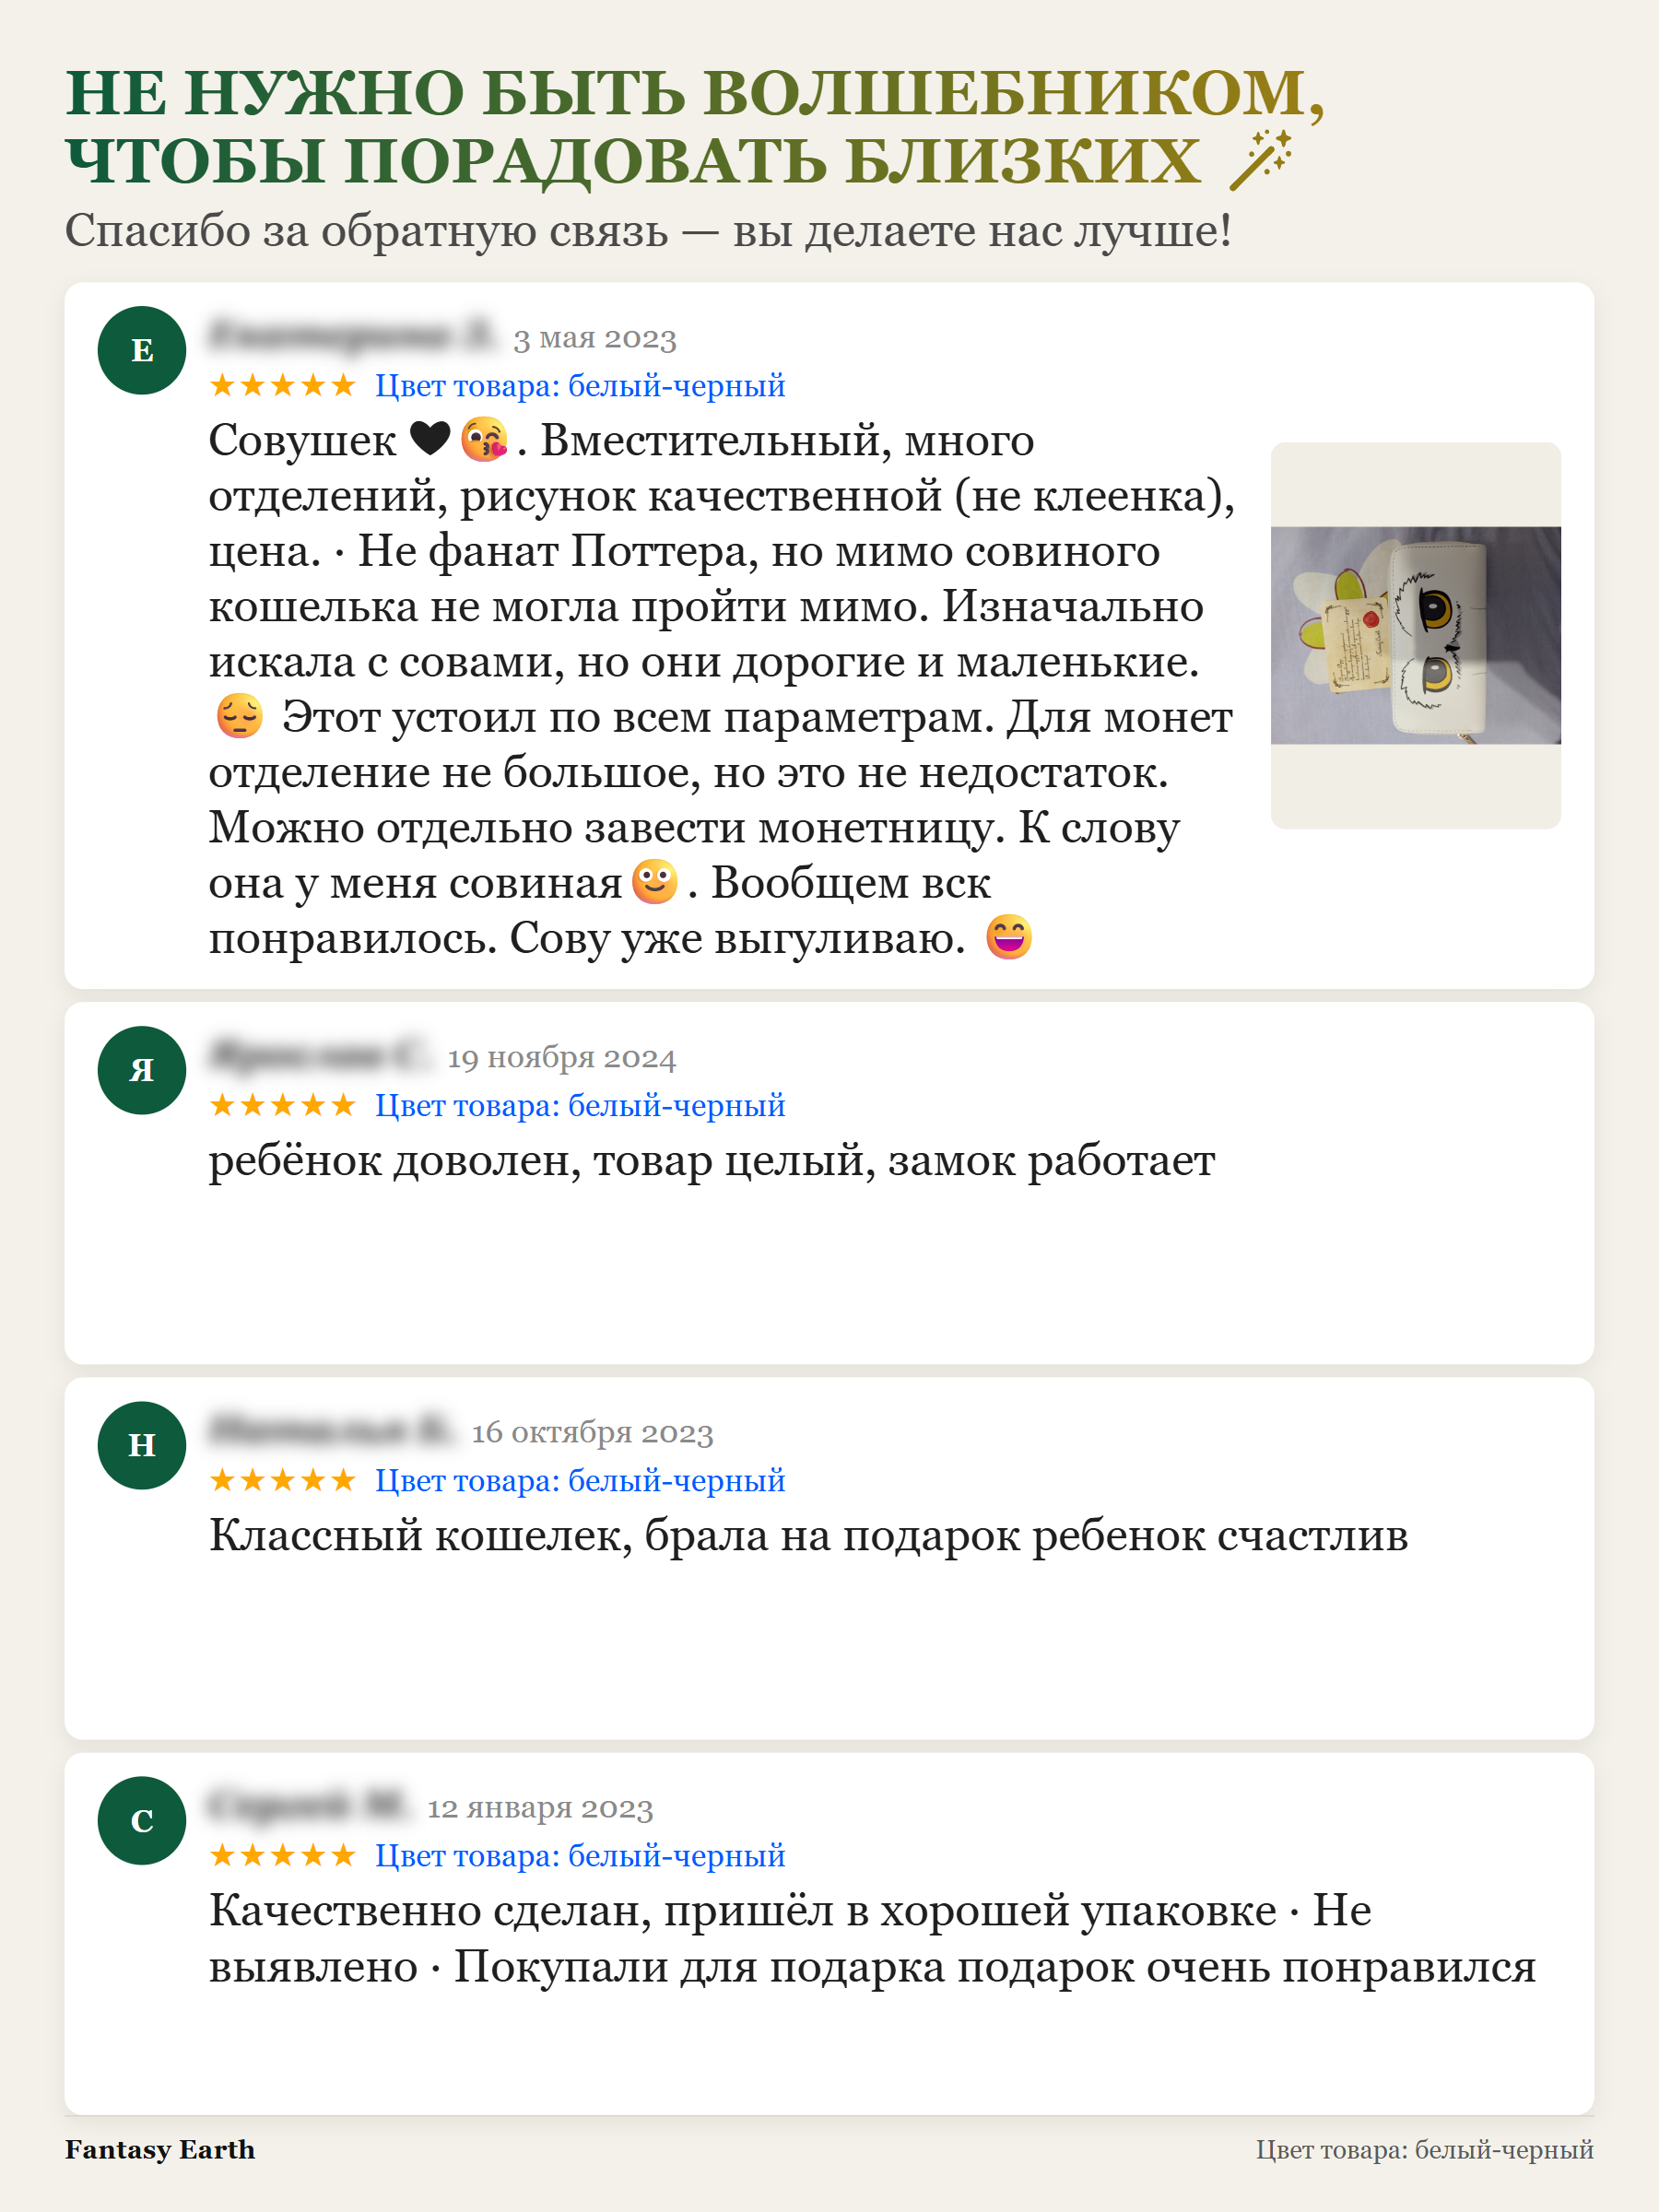 НЕ НУЖНО БЫТЬ ВОЛШЕБНИКОМ,
ЧТОБЫ ПОРАДОВАТЬ БЛИЗКИХ
Спасибо за обратную связь — вы делаете нас лучше!
Е
3 мая 2023
★★★★★ Цвет товара: белый-черный
Совушек 🖤😘. Вместительный, много
отделений, рисунок качественной (не клеенка),
цена. · Не фанат Поттера, но мимо совиного
кошелька не могла пройти мимо. Изначально
искала с совами, но они дорогие и маленькие.
😔 Этот устоил по всем параметрам. Для монет
отделение не большое, но это не недостаток.
Можно отдельно завести монетницу. К слову
она у меня совиная🙂. Вообщем вск
понравилось. Сову уже выгуливаю. 😄
Я
19 ноября 2024
★★★★★ Цвет товара: белый-черный
ребёнок доволен, товар целый, замок работает
Н
16 октября 2023
★★★★★ Цвет товара: белый-черный
Классный кошелек, брала на подарок ребенок счастлив
С
12 января 2023
★★★★★ Цвет товара: белый-черный
Качественно сделан, пришёл в хорошей упаковке · Не
выявлено · Покупали для подарка подарок очень понравился
Fantasy Earth
Цвет товара: белый-черный